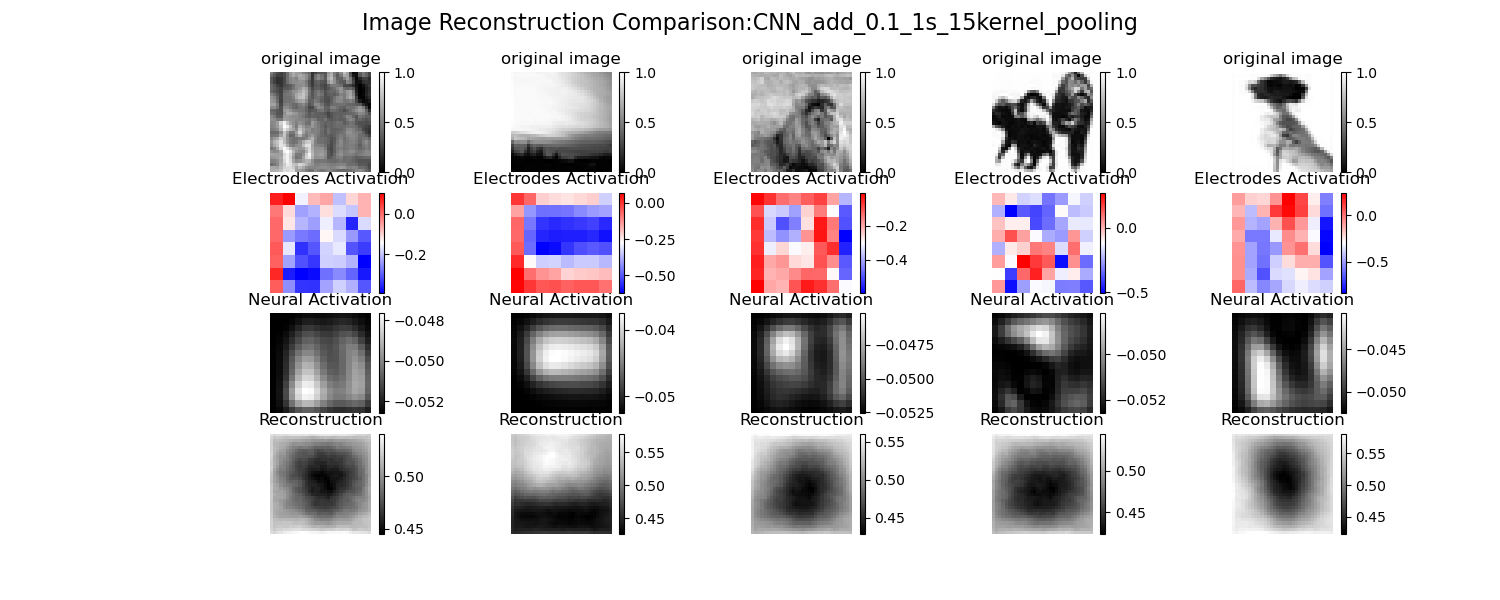 Image Reconstruction Comparison:CNN_add_0.1_1s_15kernel_pooling
original image original image original image original image original image
1.0 1.0 1.0 1.0 1.0
0.5 0.5 0.5 0.5 0.5
0.0 0.0 0.0 0.0 0.0
Electrodes Activation Electrodes Activation Electrodes Activation Electrodes Activation Electrodes Activation
0.0 0.00 −0.2 0.0 0.0
−0.2 −0.25 −0.4 −0.5 −0.5
−0.50
Neural Activation Neural Activation Neural Activation Neural Activation Neural Activation
−0.048 −0.04 −0.0475 −0.050 −0.045
−0.050 −0.05 −0.0500 −0.052 −0.050
−0.052 −0.0525
Reconstruction Reconstruction Reconstruction Reconstruction Reconstruction
0.50 0.55 0.55 0.50 0.55
0.45 0.50 0.50 0.45 0.50
0.45 0.45 0.45